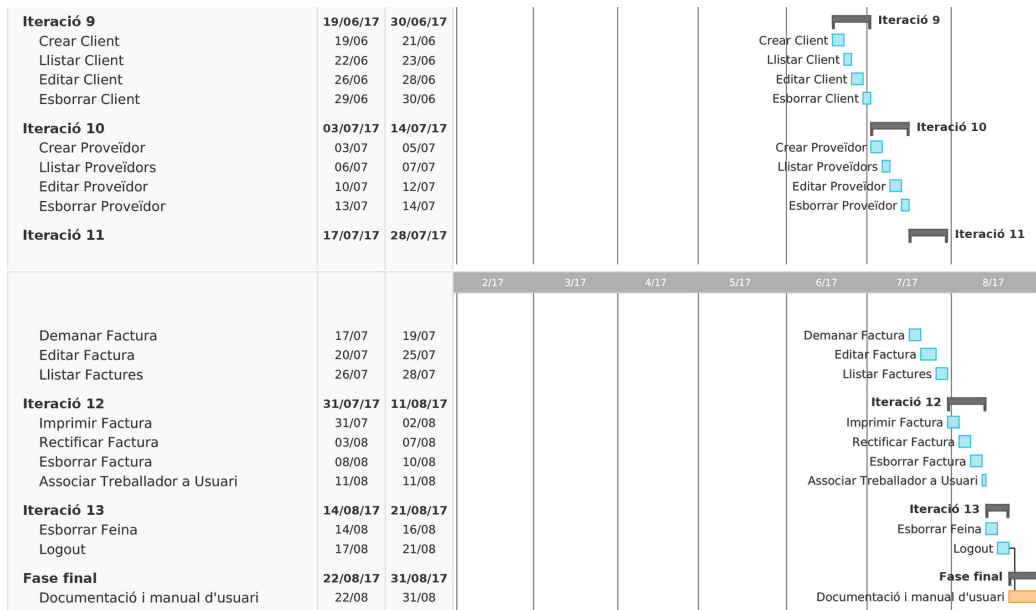 Iteració 9 19/06/17 30/06/17 Iteració 9
Crear Client 19/06 21/06 Crear Client
Llistar Client 22/06 23/06 Llistar Client
Editar Client 26/06 28/06 Editar Client
Esborrar Client 29/06 30/06 Esborrar Client
Iteració 10 03/07/17 14/07/17 Iteració 10
Crear Proveïdor 03/07 05/07 Crear Proveïdor
Llistar Proveïdors 06/07 07/07 Llistar Proveïdors
Editar Proveïdor 10/07 12/07 Editar Proveïdor
Esborrar Proveïdor 13/07 14/07 Esborrar Proveïdor
Iteració 11 17/07/17 28/07/17 Iteració 11
2/17 3/17 4/17 5/17 6/17 7/17 8/17
Demanar Factura 17/07 19/07 Demanar Factura
Editar Factura 20/07 25/07 Editar Factura
Llistar Factures 26/07 28/07 Llistar Factures
Iteració 12 31/07/17 11/08/17 Iteració 12
Imprimir Factura 31/07 02/08 Imprimir Factura
Rectificar Factura 03/08 07/08 Rectificar Factura
Esborrar Factura 08/08 10/08 Esborrar Factura
Associar Treballador a Usuari 11/08 11/08 Associar Treballador a Usuari
Iteració 13 14/08/17 21/08/17 Iteració 13
Esborrar Feina 14/08 16/08 Esborrar Feina
Logout 17/08 21/08 Logout
Fase final 22/08/17 31/08/17 Fase final
Documentació i manual d'usuari 22/08 31/08 Documentació i manual d'usuari